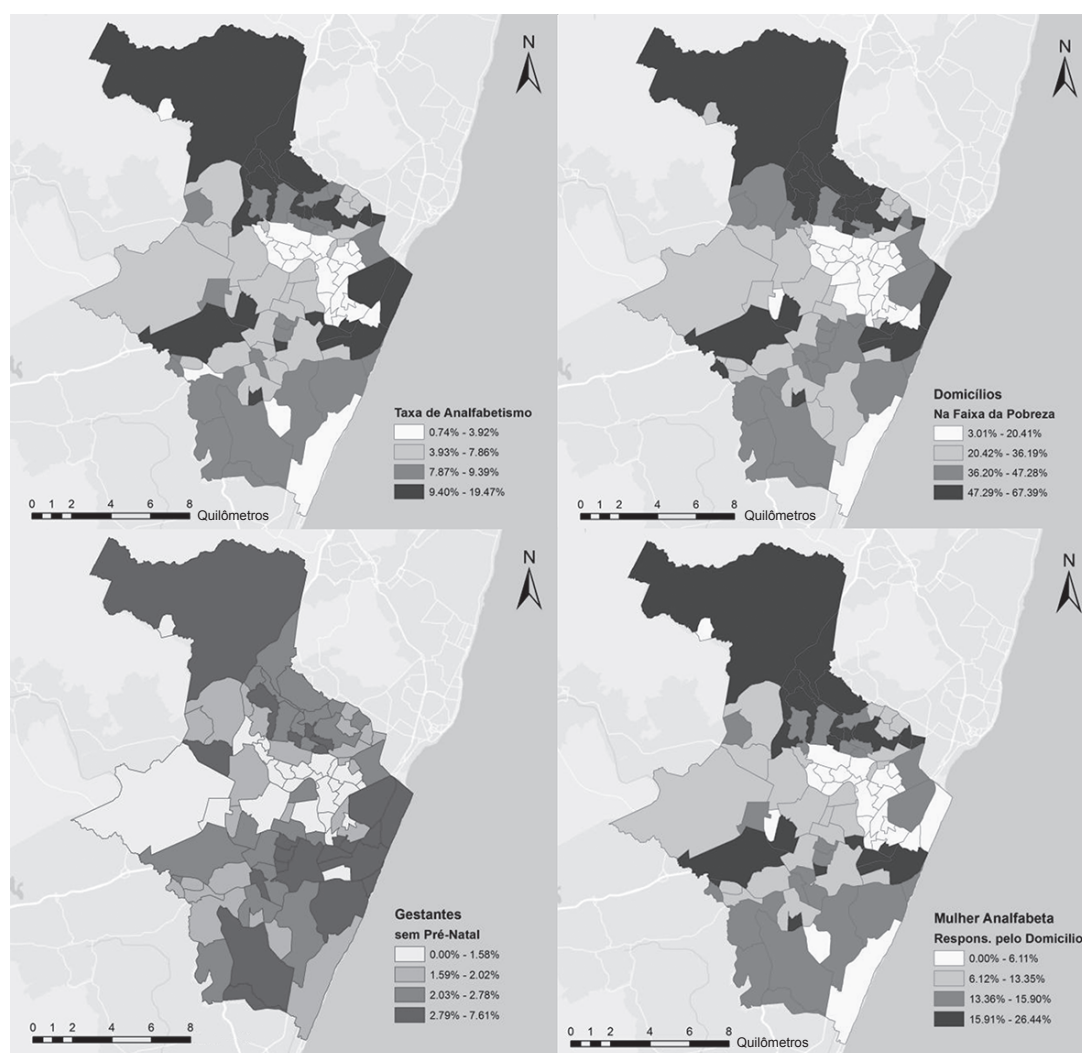 N
Taxa de Analfabetismo
0.74% - 3.92%
3.93% - 7.86%
7.87% - 9.39%
9.40% - 19.47%
0 1 2 4 6 8
Quilômetros
N
Domicílios
Na Faixa da Pobreza
3.01% - 20.41%
20.42% - 36.19%
36.20% - 47.28%
47.29% - 67.39%
0 1 2 4 6 8
Quilômetros
N
Gestantes
sem Pré-Natal
0.00% - 1.58%
1.59% - 2.02%
2.03% - 2.78%
2.79% - 7.61%
0 1 2 4 6 8
N
Mulher Analfabeta
Respons. pelo Domicilio
0.00% - 6.11%
6.12% - 13.35%
13.36% - 15.90%
15.91% - 26.44%
0 1 2 4 6 8
Quilômetros